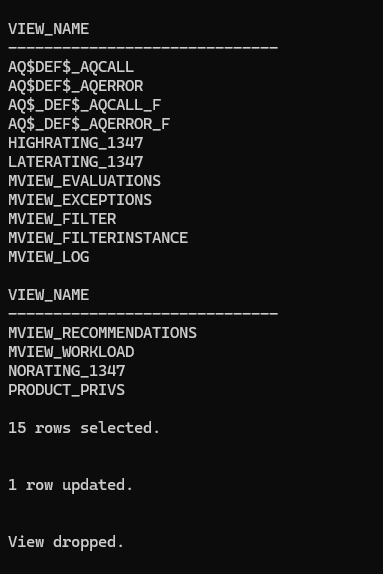 VIEW_NAME
------------------------------
AQ$DEF$_AQCALL
AQ$DEF$_AQERROR
AQ$_DEF$_AQCALL_F
AQ$_DEF$_AQERROR_F
HIGHRATING_1347
LATERATING_1347
MVIEW_EVALUATIONS
MVIEW_EXCEPTIONS
MVIEW_FILTER
MVIEW_FILTERINSTANCE
MVIEW_LOG
VIEW_NAME
------------------------------
MVIEW_RECOMMENDATIONS
MVIEW_WORKLOAD
NORATING_1347
PRODUCT_PRIVS
15 rows selected.
1 row updated.
View dropped.